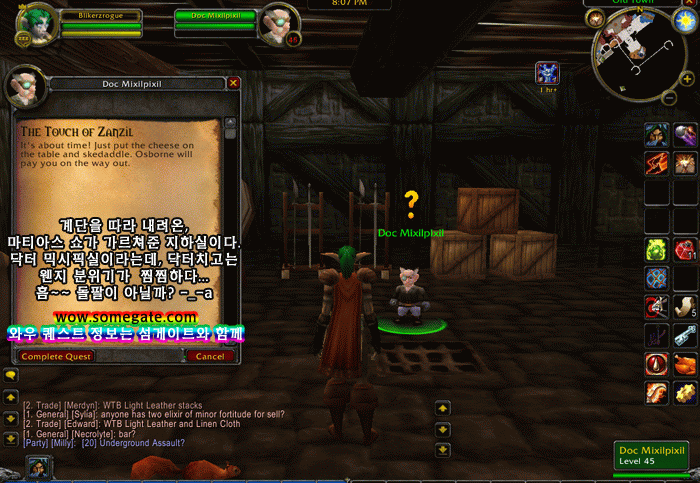 8:07 PM
Old Town
N
Blikerzrogue
Doc Mixilpixil
45
Doc Mixilpixil
1 hr
The Touch of Zanzil
It's about time! Just put the cheese on
the table and skedaddle. Osborne will
pay you on the way out.
계단을 따라 내려온,
마티아스 쇼가 가르쳐준 지하실이다.
닥터 믹시픽실이라는데, 닥터치고는
웬지 분위기가 찜찜하다...
흠~~ 돌팔이 아닐까? -_-a
www.somegate.com
와우 퀘스트 정보는 섬게이트와 함께
Complete Quest
Cancel
?
Doc Mixilpixil
11
5
[2. Trade] [Merdyn]: WTB Light Leather stacks
[1. General] [Sylia]: anyone has two elixir of minor fortitude for sell?
[2. Trade] [Edward]: WTB Light Leather and Linen Cloth
[1. General] [Necrolyte]: bar?
[Party] [Milly]: [20] Underground Assault?
Doc Mixilpixil
Level 45